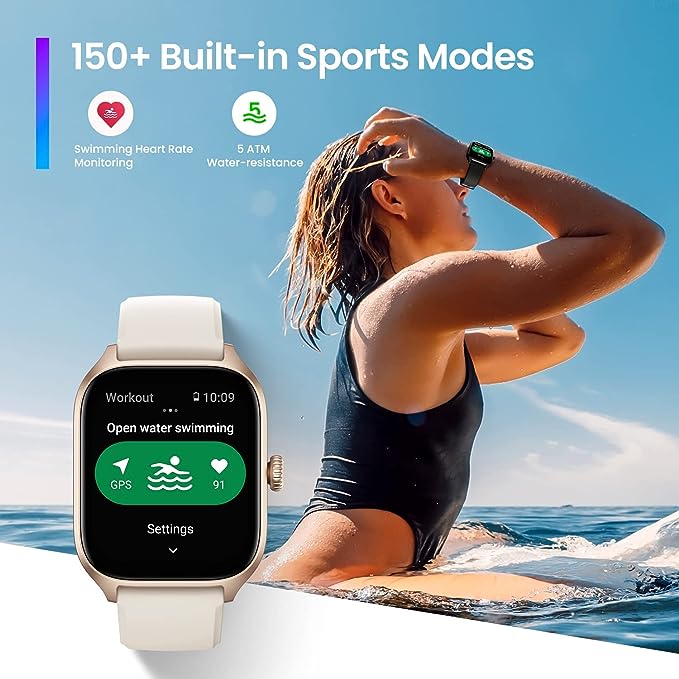 150+ Built-in Sports Modes
Swimming Heart Rate
Monitoring
5
5 ATM
Water-resistance
Workout
10:09
Open water swimming
GPS
91
Settings